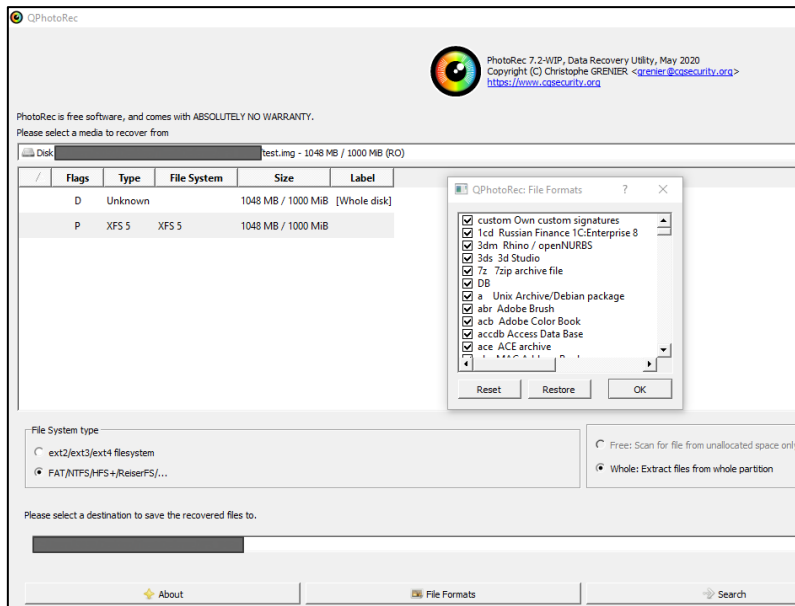 QPhotoRec
PhotoRec 7.2-WIP, Data Recovery Utility, May 2020
Copyright (C) Christophe GRENIER <grenier@cgsecurity.org>
https://www.cgsecurity.org
PhotoRec is free software, and comes with ABSOLUTELY NO WARRANTY.
Please select a media to recover from
Disk /test.img - 1048 MB / 1000 MiB (RO)
/ Flags Type File System Size Label
D Unknown 1048 MB / 1000 MiB [Whole disk]
P XFS 5 XFS 5 1048 MB / 1000 MiB
QPhotoRec: File Formats ? ×
custom Own custom signatures
1cd Russian Finance 1C:Enterprise 8
3dm Rhino / openNURBS
3ds 3d Studio
7z 7zip archive file
DB
a Unix Archive/Debian package
abr Adobe Brush
acb Adobe Color Book
accdb Access Data Base
ace ACE archive
Reset Restore OK
File System type
ext2/ext3/ext4 filesystem
FAT/NTFS/HFS+/ReiserFS/...
Free: Scan for file from unallocated space only
Whole: Extract files from whole partition
Please select a destination to save the recovered files to.
About File Formats Search